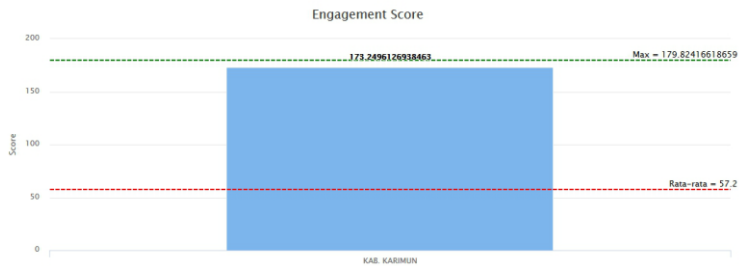 Engagement Score
200
Max = 179.82416618659
173.2496126938463
150
Score
100
Rata-rata = 57.2
50
0
KAB. KARIMUN